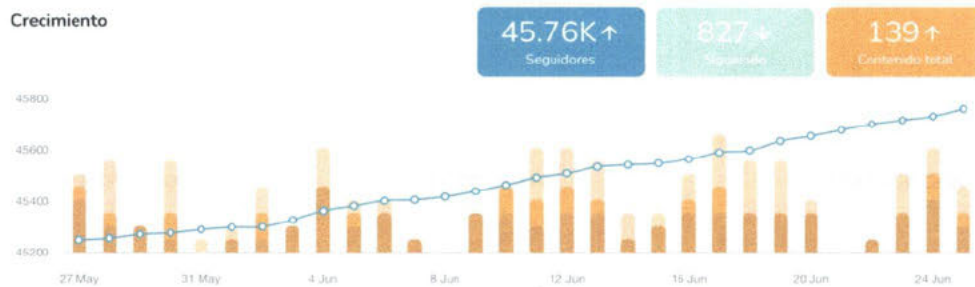 Crecimiento
45.76K↑
Seguidores
827↓
Siguiendo
139↑
Contenido total
45800
45600
45400
45200
27 May
31 May
4 Jun
8 Jun
12 Jun
16 Jun
20 Jun
24 Jun